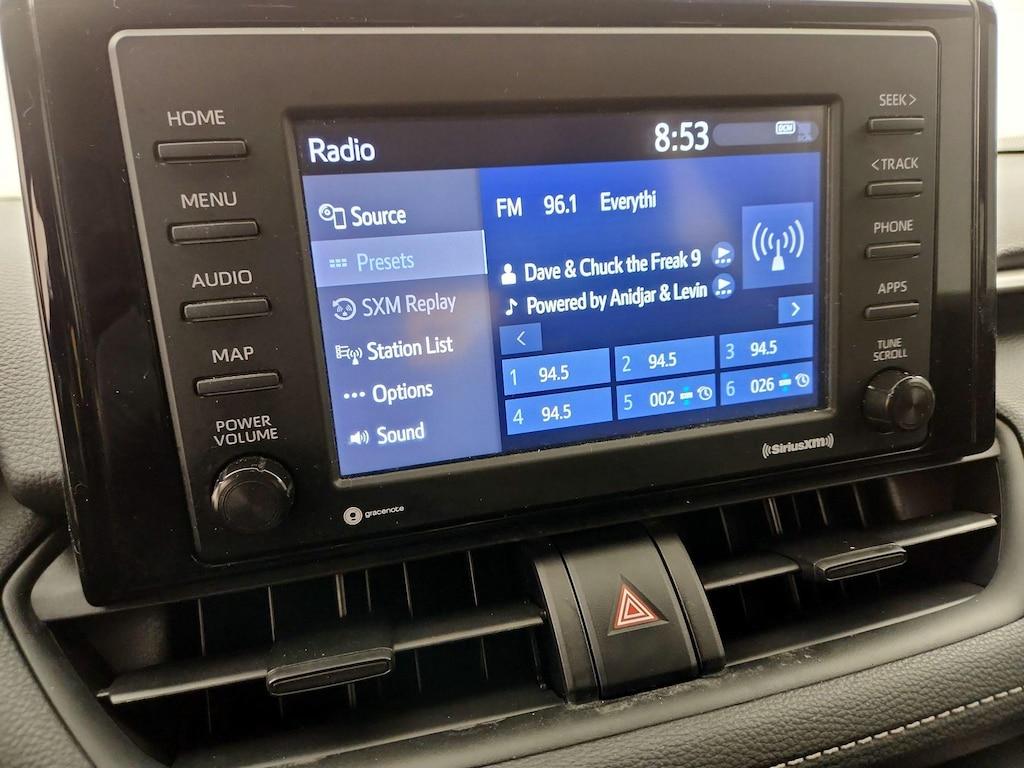 HOME
MENU
AUDIO
MAP
POWER
VOLUME
Radio
8:53
DCM
Source
Presets
SXM Replay
Station List
Options
Sound
FM 96.1 Everythi
Dave & Chuck the Freak 9
Powered by Anidjar & Levin
<
>
1 94.5
2 94.5
3 94.5
4 94.5
5 002
6 026
SEEK>
<TRACK
PHONE
APPS
TUNE
SCROLL
gracenote
((SiriusXM))